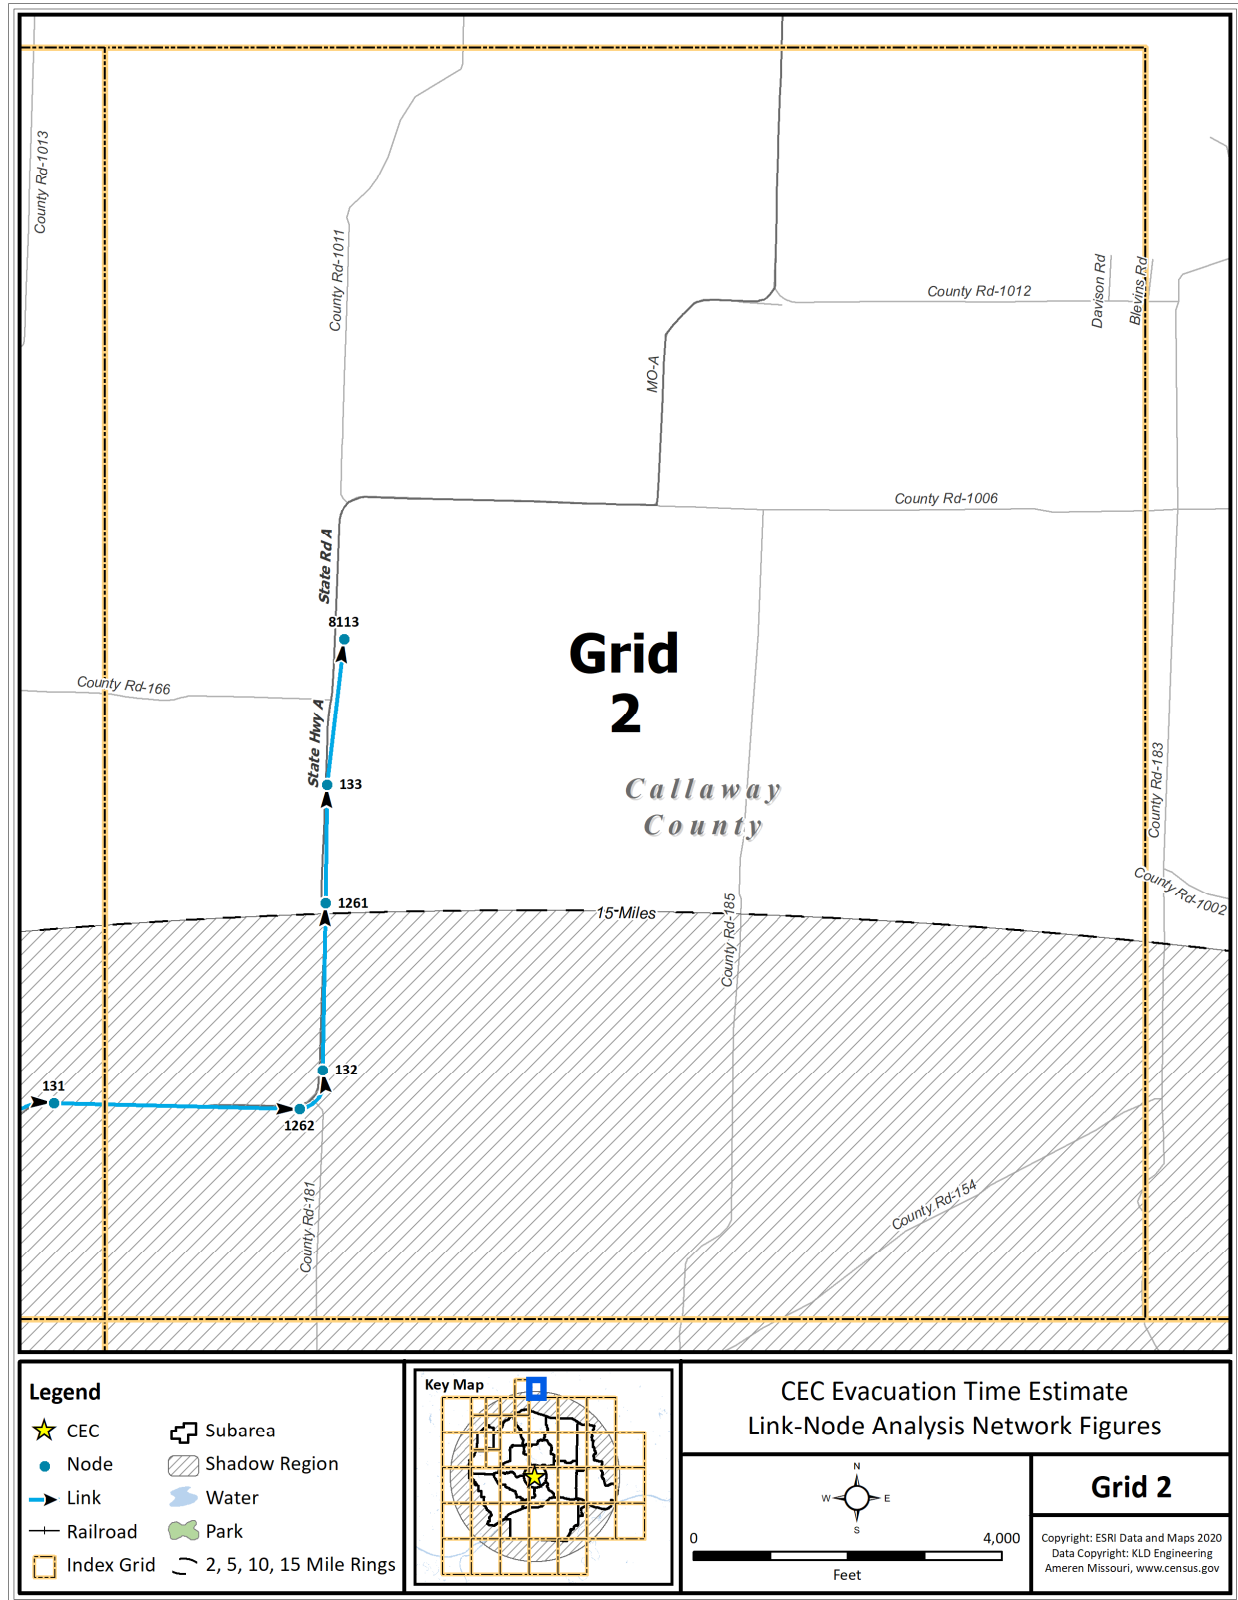 County Rd-1013
County Rd-1011
County Rd-1012
Davison Rd
Blevins Rd
MO-A
County Rd-1006
State Rd A
8113
Grid
2
County Rd-166
State Hwy A
133
Callaway
County
County Rd-183
County Rd-1002
1261
15 Miles
County Rd-185
132
131
1262
County Rd-181
County Rd-154
Legend
CEC
Node
Link
Railroad
Index Grid
Subarea
Shadow Region
Water
Park
2, 5, 10, 15 Mile Rings
Key Map
CEC Evacuation Time Estimate
Link-Node Analysis Network Figures
N
W
E
S
0
4,000
Feet
Grid 2
Copyright: ESRI Data and Maps 2020
Data Copyright: KLD Engineering
Ameren Missouri, www.census.gov